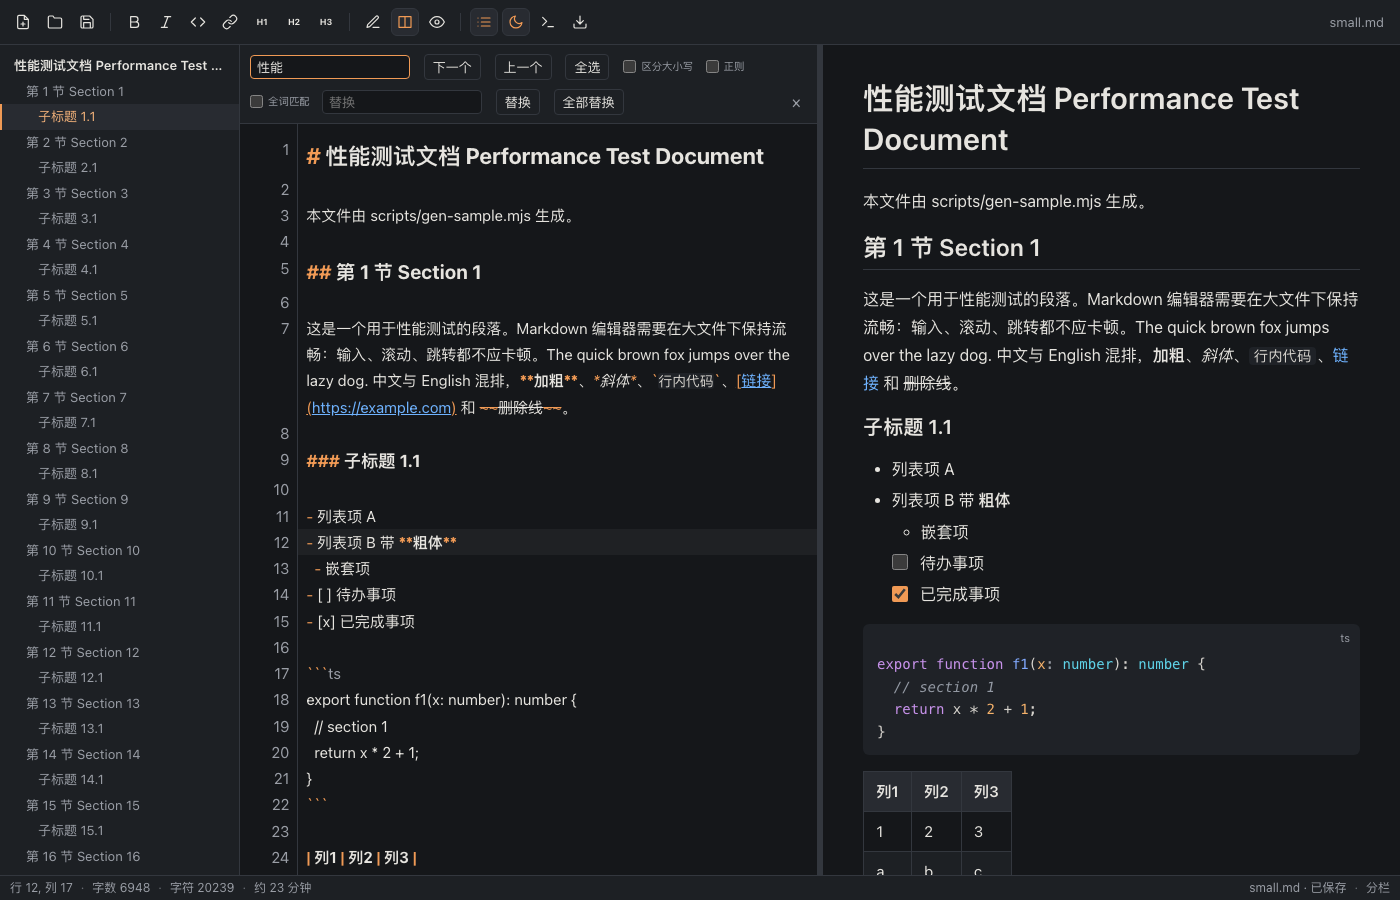 B I H1 H2 H3 small.md
性能测试文档 Performance Test ...
第 1 节 Section 1
子标题 1.1
第 2 节 Section 2
子标题 2.1
第 3 节 Section 3
子标题 3.1
第 4 节 Section 4
子标题 4.1
第 5 节 Section 5
子标题 5.1
第 6 节 Section 6
子标题 6.1
第 7 节 Section 7
子标题 7.1
第 8 节 Section 8
子标题 8.1
第 9 节 Section 9
子标题 9.1
第 10 节 Section 10
子标题 10.1
第 11 节 Section 11
子标题 11.1
第 12 节 Section 12
子标题 12.1
第 13 节 Section 13
子标题 13.1
第 14 节 Section 14
子标题 14.1
第 15 节 Section 15
子标题 15.1
第 16 节 Section 16
性能 下一个 上一个 全选 区分大小写 正则
全词匹配 替换 替换 全部替换 ×
1 # 性能测试文档 Performance Test Document
2
3 本文件由 scripts/gen-sample.mjs 生成。
4
5 ## 第 1 节 Section 1
6
7 这是一个用于性能测试的段落。Markdown 编辑器需要在大文件下保持流
畅：输入、滚动、跳转都不应卡顿。The quick brown fox jumps over the
lazy dog. 中文与 English 混排，**加粗**、*斜体*、`行内代码`、[链接]
(https://example.com) 和 ~~删除线~~。
8
9 ### 子标题 1.1
10
11 - 列表项 A
12 - 列表项 B 带 **粗体**
13   - 嵌套项
14 - [ ] 待办事项
15 - [x] 已完成事项
16
17 ```ts
18 export function f1(x: number): number {
19   // section 1
20   return x * 2 + 1;
21 }
22 ```
23
24 | 列1 | 列2 | 列3 |
性能测试文档 Performance Test
Document
本文件由 scripts/gen-sample.mjs 生成。
第 1 节 Section 1
这是一个用于性能测试的段落。Markdown 编辑器需要在大文件下保持
流畅：输入、滚动、跳转都不应卡顿。The quick brown fox jumps
over the lazy dog. 中文与 English 混排，加粗、斜体、行内代码、链
接 和 删除线。
子标题 1.1
• 列表项 A
• 列表项 B 带 粗体
◦ 嵌套项
待办事项
已完成事项
ts
export function f1(x: number): number {
  // section 1
  return x * 2 + 1;
}
列1 列2 列3
1 2 3
a b c
行 12, 列 17 · 字数 6948 · 字符 20239 · 约 23 分钟 small.md · 已保存 · 分栏